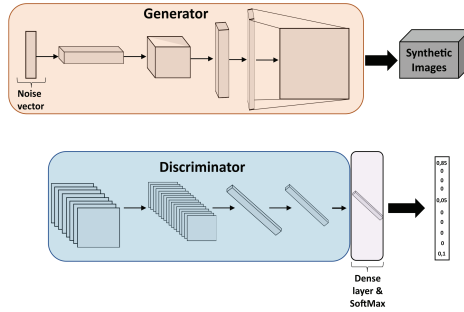 Generator
Noise
vector
Synthetic
Images
Discriminator
Dense
layer &
SoftMax
0,85
0
0
0
0,05
0
0
0
0
0,1